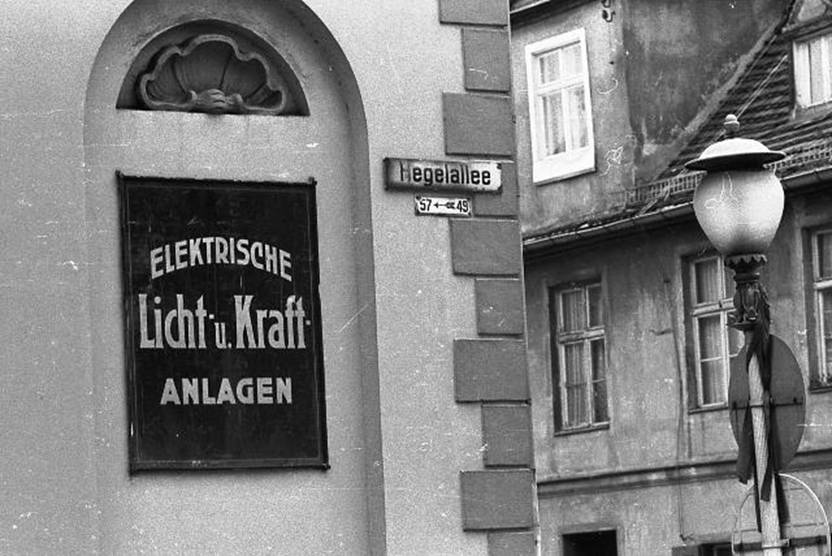 ELEKTRISCHE
Licht- u. Kraft-
ANLAGEN
Hegelallee
57 ←« 49